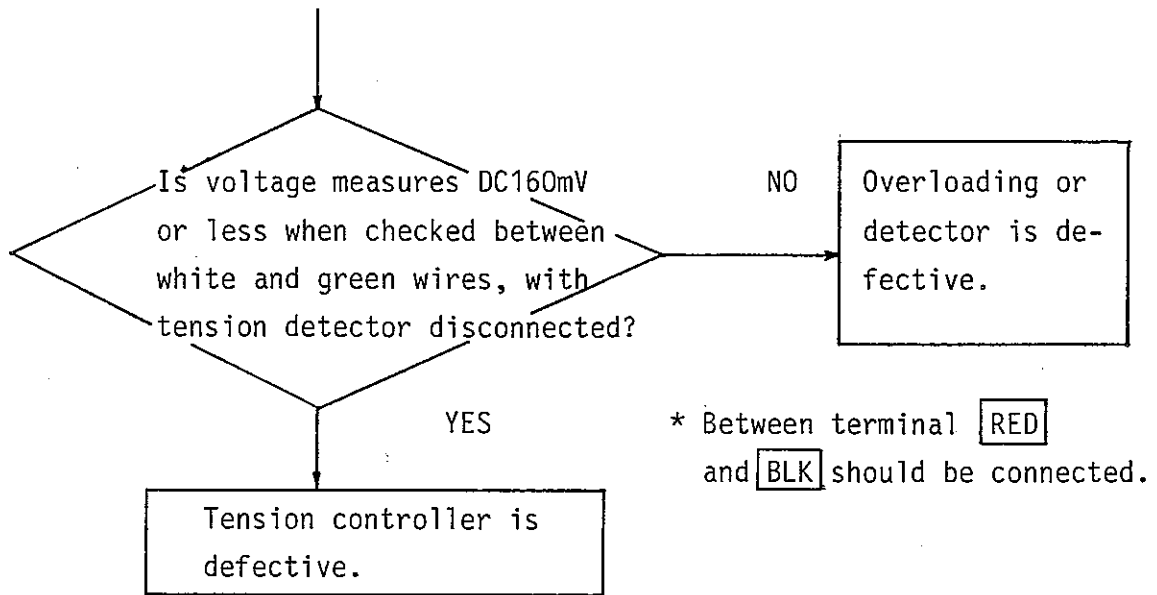 Is voltage measures DC160mV
or less when checked between
white and green wires, with
tension detector disconnected?
NO
Overloading or
detector is de-
fective.
YES
* Between terminal RED
and BLK should be connected.
Tension controller is
defective.